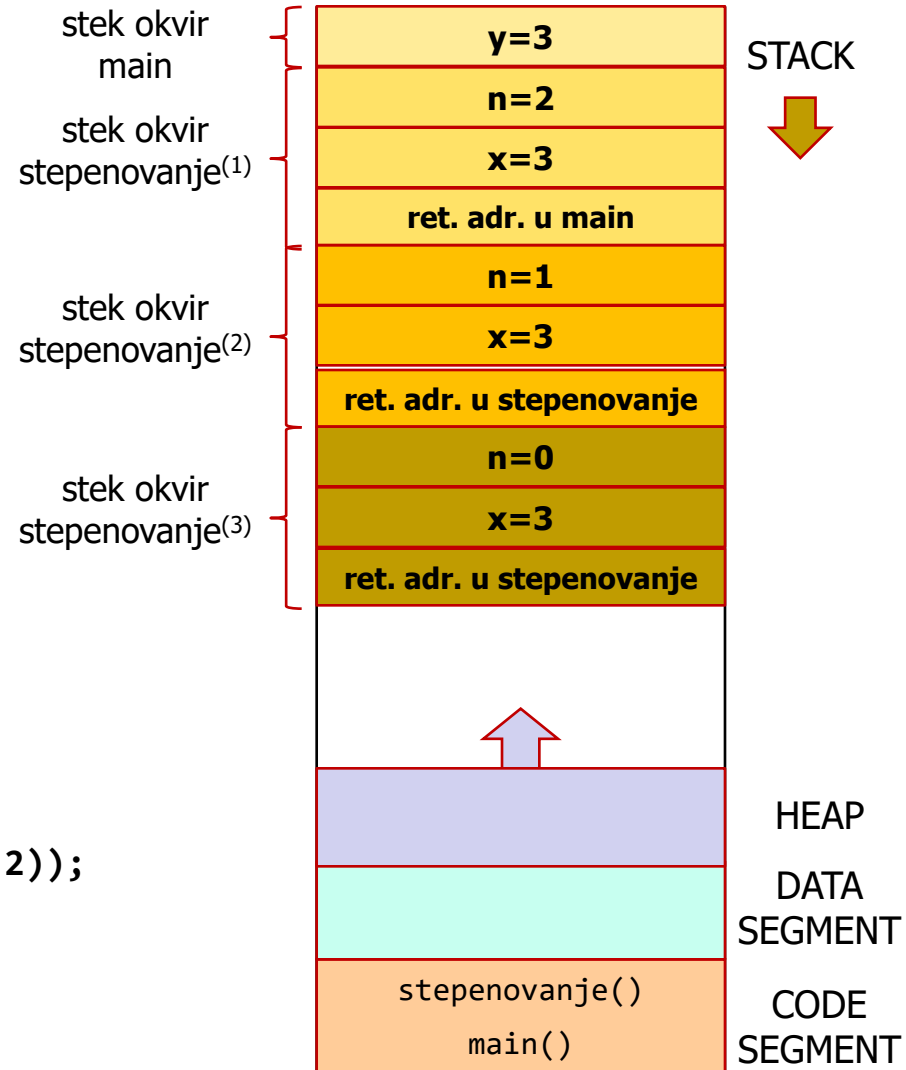 stek okvir
main
y=3
STACK
stek okvir
stepenovanje(1)
n=2
x=3
ret. adr. u main
stek okvir
stepenovanje(2)
n=1
x=3
ret. adr. u stepenovanje
stek okvir
stepenovanje(3)
n=0
x=3
ret. adr. u stepenovanje
HEAP
2));
DATA
SEGMENT
stepenovanje()
main()
CODE
SEGMENT